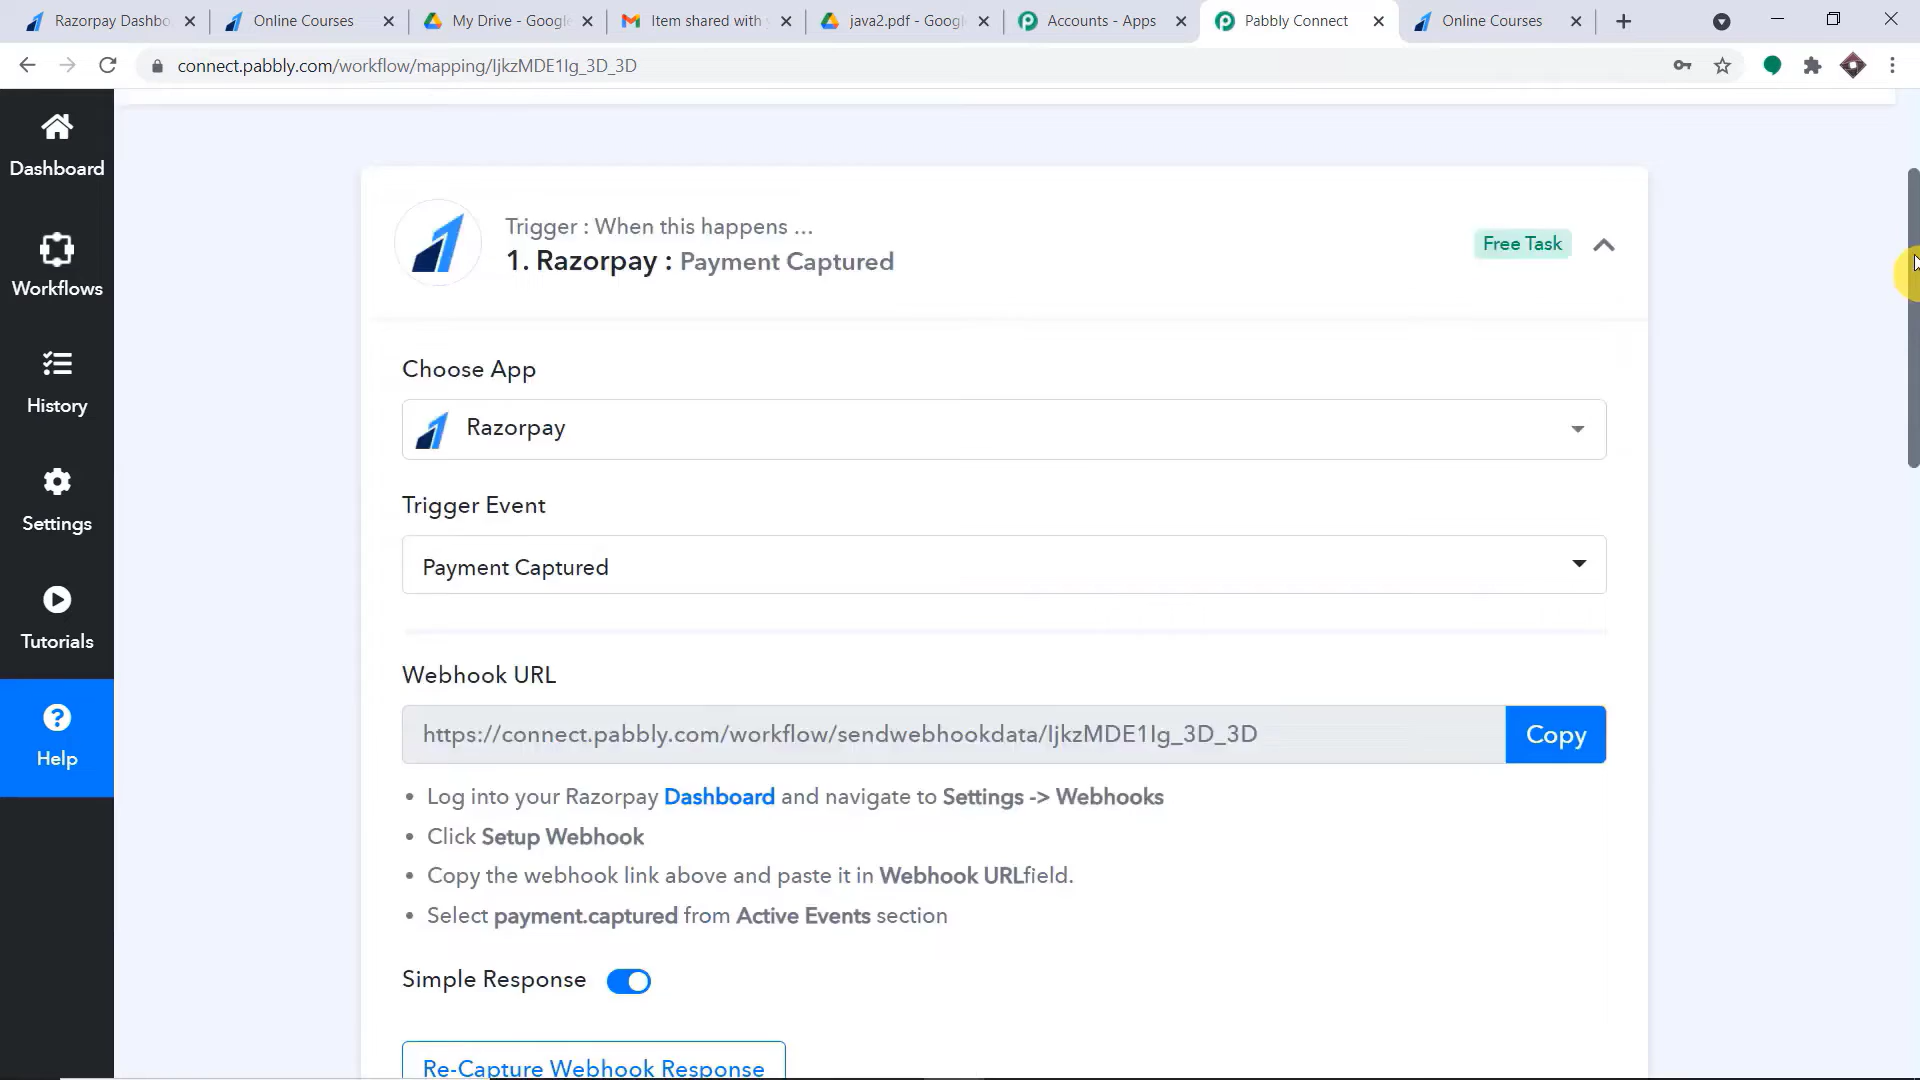 Razorpay Dashbo
Online Courses
My Drive - Google
Item shared with
java2.pdf - Googl
Accounts - Apps
Pabbly Connect
Online Courses
connect.pabbly.com/workflow/mapping/IjkzMDE1Ig_3D_3D
Dashboard
Workflows
History
Settings
Tutorials
Help
Trigger : When this happens ...
1. Razorpay : Payment Captured
Free Task
Choose App
Razorpay
Trigger Event
Payment Captured
Webhook URL
https://connect.pabbly.com/workflow/sendwebhookdata/IjkzMDE1Ig_3D_3D
Copy
• Log into your Razorpay Dashboard and navigate to Settings -> Webhooks
• Click Setup Webhook
• Copy the webhook link above and paste it in Webhook URLfield.
• Select payment.captured from Active Events section
Simple Response
Re-Capture Webhook Response